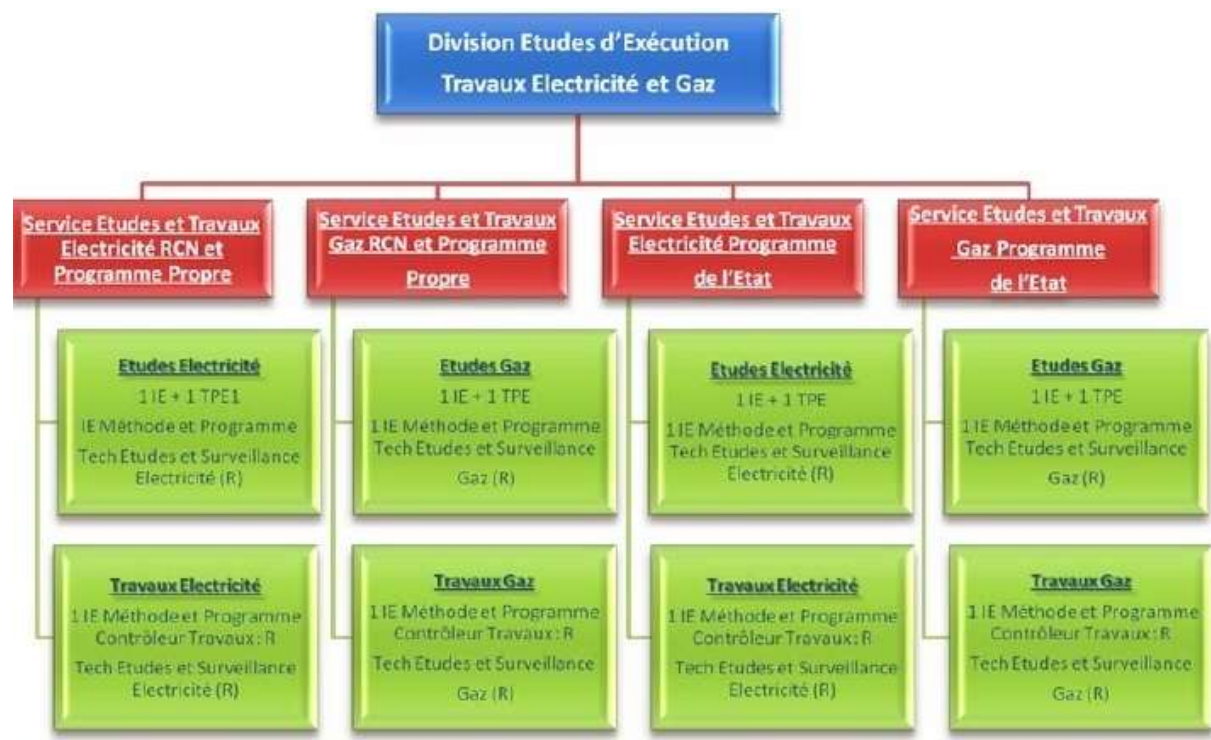 Division Etudes d'Exécution
Travaux Electricité et Gaz
Service Etudes et Travaux
Electricité RCN et
Programme Propre
Service Etudes et Travaux
Gaz RCN et Programme
Propre
Service Etudes et Travaux
Electricité Programme
de l'Etat
Service Etudes et Travaux
Gaz Programme
de l'Etat
Etudes Electricité
1 IE + 1 TPE1
IE Méthode et Programme
Tech Etudes et Surveillance
Electricité (R)
Etudes Gaz
1 IE + 1 TPE
1 IE Méthode et Programme
Tech Etudes et Surveillance
Gaz (R)
Etudes Electricité
1 IE + 1 TPE
1 IE Méthode et Programme
Tech Etudes et Surveillance
Electricité (R)
Etudes Gaz
1 IE + 1 TPE
1 IE Méthode et Programme
Tech Etudes et Surveillance
Gaz (R)
Travaux Electricité
1 IE Méthode et Programme
Contrôleur Travaux : R
Tech Etudes et Surveillance
Electricité (R)
Travaux Gaz
1 IE Méthode et Programme
Contrôleur Travaux : R
Tech Etudes et Surveillance
Gaz (R)
Travaux Electricité
1 IE Méthode et Programme
Contrôleur Travaux : R
Tech Etudes et Surveillance
Electricité (R)
Travaux Gaz
1 IE Méthode et Programme
Contrôleur Travaux : R
Tech Etudes et Surveillance
Gaz (R)